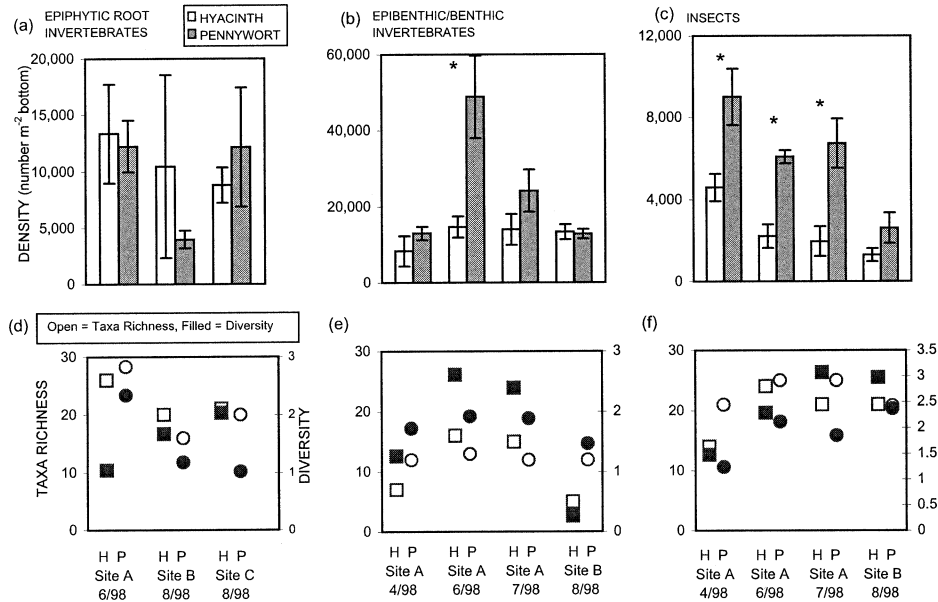 (a)
EPIPHYTIC ROOT
INVERTEBRATES
HYACINTH
PENNYWORT
DENSITY (number m-2 bottom)
20,000
15,000
10,000
5,000
0
(b)
EPIBENTHIC/BENTHIC
INVERTEBRATES
60,000
40,000
20,000
0
*
(c)
INSECTS
12,000
8,000
4,000
0
*
*
*
(d)
Open = Taxa Richness, Filled = Diversity
TAXA RICHNESS
30
20
10
0
3
2
1
0
DIVERSITY
H P H P H P
Site A Site B Site C
6/98 8/98 8/98
(e)
30
20
10
0
3
2
1
0
H P H P H P H P
Site A Site A Site A Site B
4/98 6/98 7/98 8/98
(f)
30
20
10
0
3.5
3
2.5
2
1.5
1
0.5
0
H P H P H P H P
Site A Site A Site A Site B
4/98 6/98 7/98 8/98